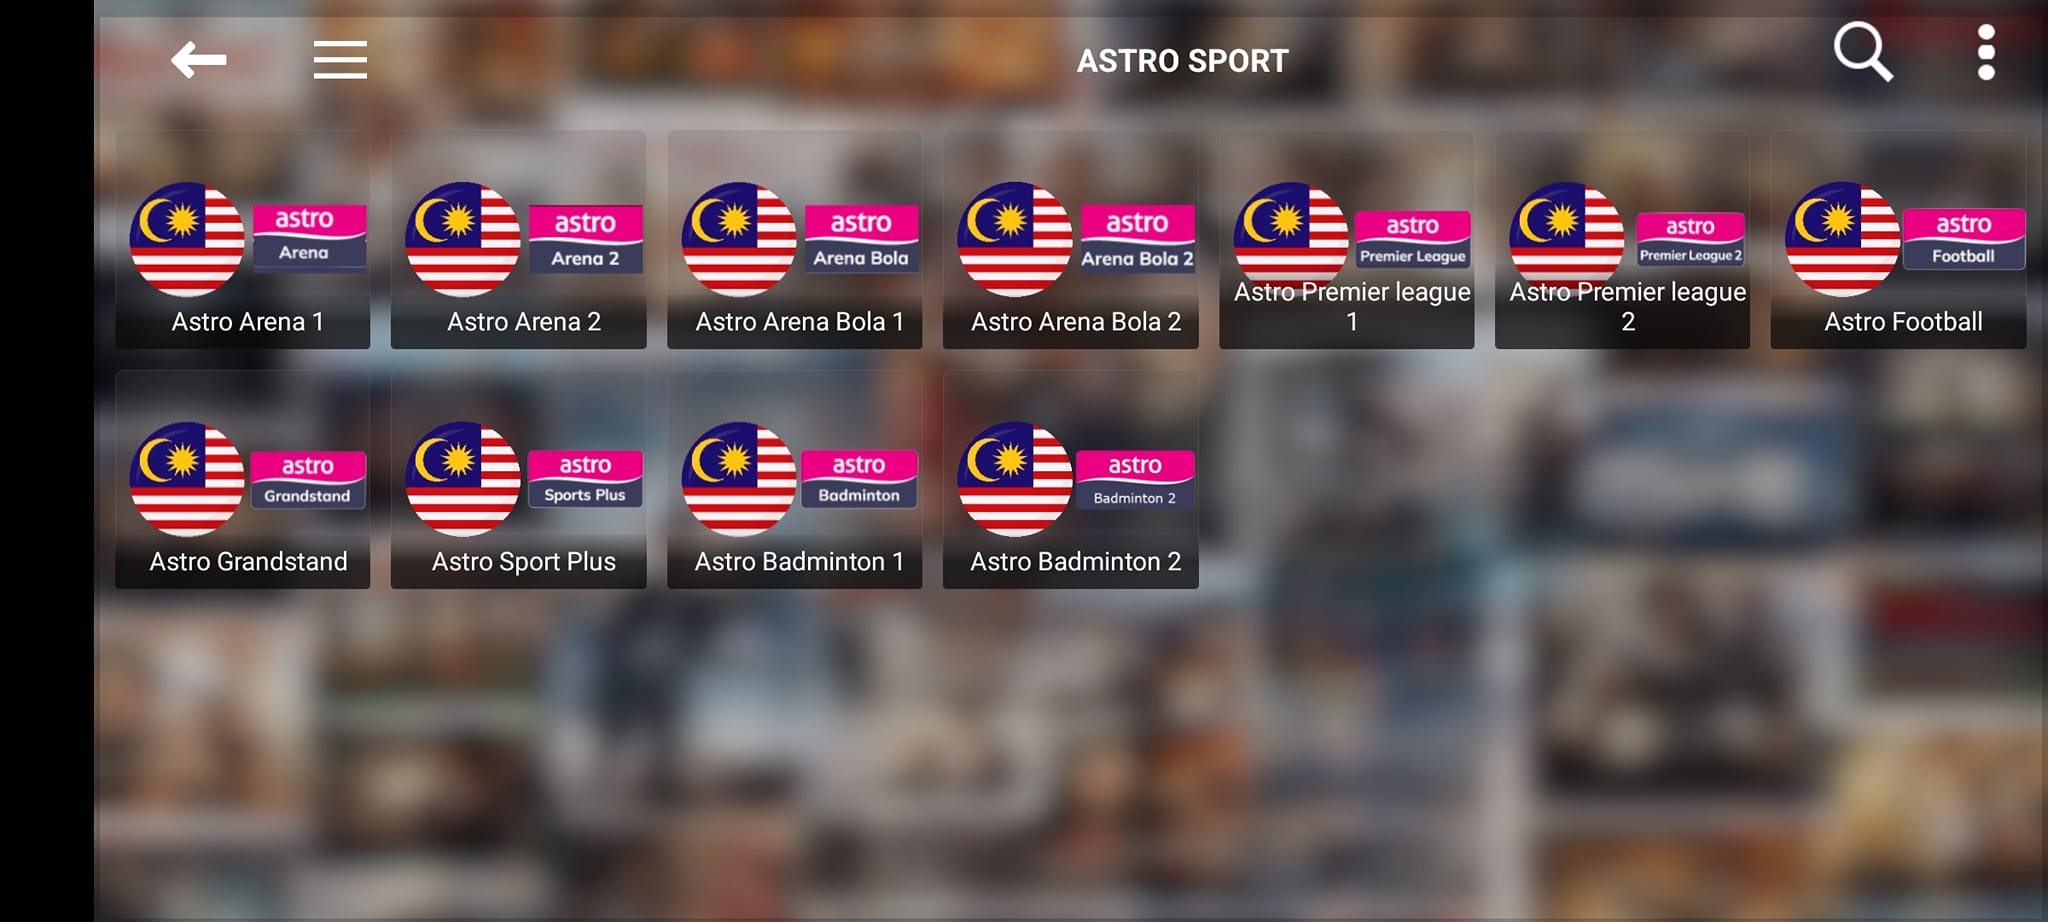 ASTRO SPORT
astro
Arena
Astro Arena 1
astro
Arena 2
Astro Arena 2
astro
Arena Bola
Astro Arena Bola 1
astro
Arena Bola 2
Astro Arena Bola 2
astro
Premier League
Astro Premier league
1
astro
Premier League 2
Astro Premier league
2
astro
Football
Astro Football
astro
Grandstand
Astro Grandstand
astro
Sports Plus
Astro Sport Plus
astro
Badminton
Astro Badminton 1
astro
Badminton 2
Astro Badminton 2